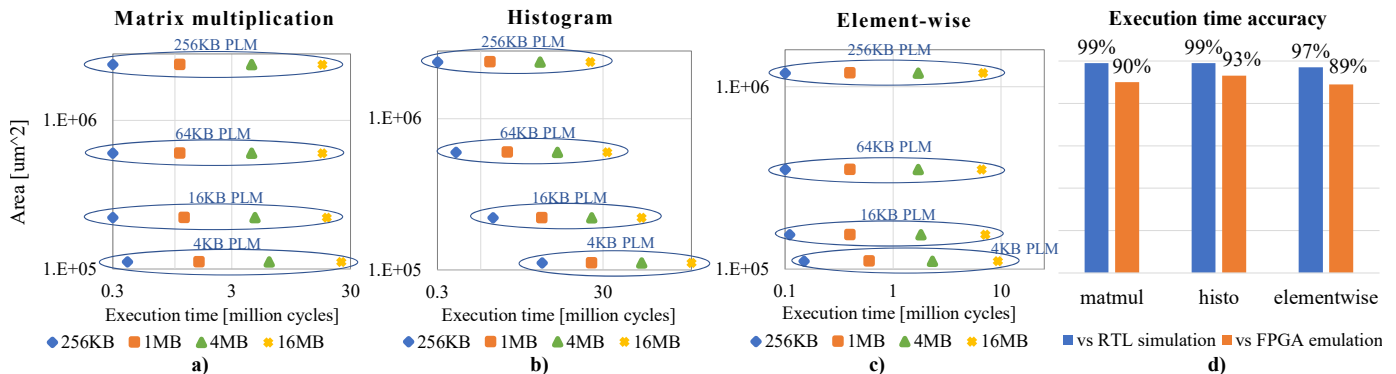 Matrix multiplication
256KB PLM
1.E+06
64KB PLM
Area [um^2]
16KB PLM
4KB PLM
1.E+05
0.3 3 30
Execution time [million cycles]
256KB 1MB 4MB 16MB
a)
Histogram
256KB PLM
1.E+06
64KB PLM
16KB PLM
4KB PLM
1.E+05
0.3 30
Execution time [million cycles]
256KB 1MB 4MB 16MB
b)
Element-wise
256KB PLM
1.E+06
64KB PLM
16KB PLM
4KB PLM
1.E+05
0.1 1 10
Execution time [million cycles]
256KB 1MB 4MB 16MB
c)
Execution time accuracy
99% 90% 99% 93% 97% 89%
matmul histo elementwise
vs RTL simulation vs FPGA emulation
d)